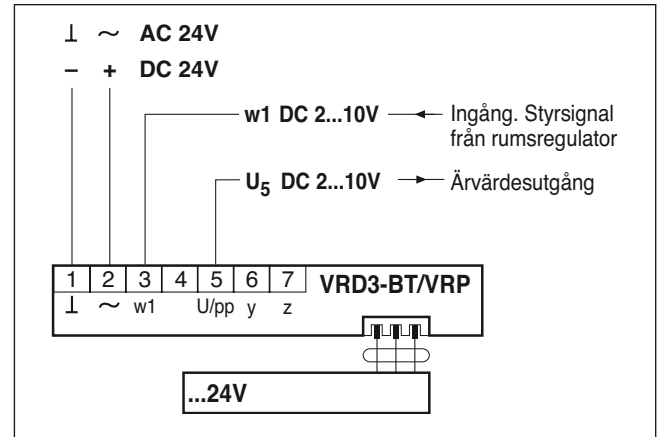 ⊥ ~ AC 24V
– + DC 24V
w1 DC 2...10V Ingång. Styrsignal
från rumsregulator
U5 DC 2...10V Ärvärdesutgång
1 2 3 4 5 6 7 VRD3-BT/VRP
⊥ ~ w1 U/pp y z
...24V